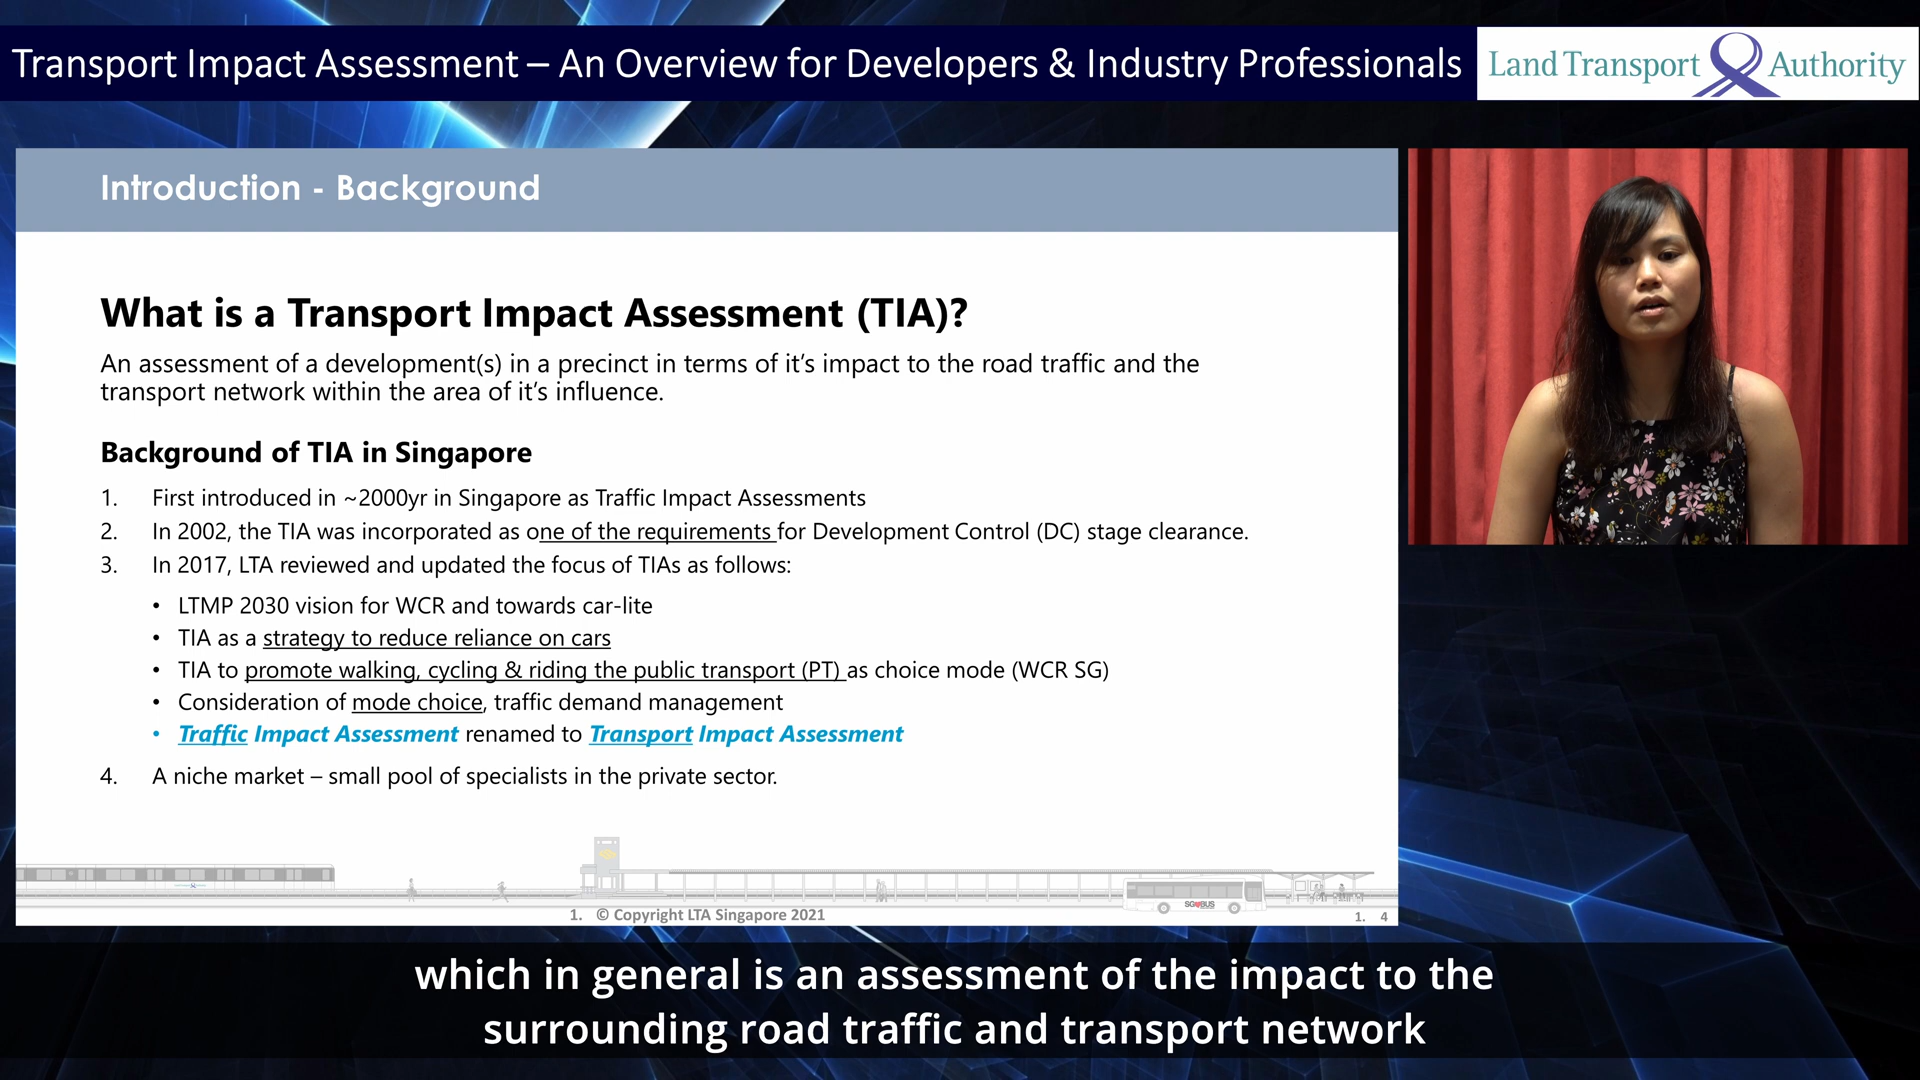 Transport Impact Assessment – An Overview for Developers & Industry Professionals
Land Transport Authority
Introduction - Background
What is a Transport Impact Assessment (TIA)?
An assessment of a development(s) in a precinct in terms of it’s impact to the road traffic and the
transport network within the area of it’s influence.
Background of TIA in Singapore
1. First introduced in ~2000yr in Singapore as Traffic Impact Assessments
2. In 2002, the TIA was incorporated as one of the requirements for Development Control (DC) stage clearance.
3. In 2017, LTA reviewed and updated the focus of TIAs as follows:
• LTMP 2030 vision for WCR and towards car-lite
• TIA as a strategy to reduce reliance on cars
• TIA to promote walking, cycling & riding the public transport (PT) as choice mode (WCR SG)
• Consideration of mode choice, traffic demand management
• Traffic Impact Assessment renamed to Transport Impact Assessment
4. A niche market – small pool of specialists in the private sector.
SG♥BUS
1. © Copyright LTA Singapore 2021
1. 4
which in general is an assessment of the impact to the
surrounding road traffic and transport network